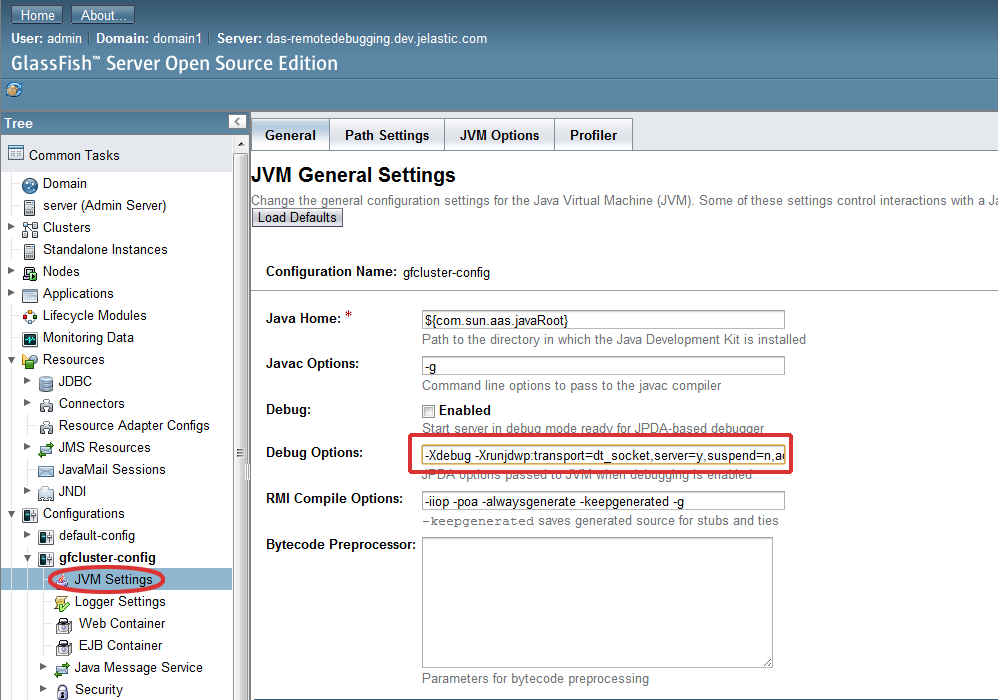 Home About...
User: admin Domain: domain1 Server: das-remotedebugging.dev.jelastic.com
GlassFish™ Server Open Source Edition
Tree
Common Tasks
Domain
server (Admin Server)
Clusters
Standalone Instances
Nodes
Applications
Lifecycle Modules
Monitoring Data
Resources
JDBC
Connectors
Resource Adapter Configs
JMS Resources
JavaMail Sessions
JNDI
Configurations
default-config
gfcluster-config
JVM Settings
Logger Settings
Web Container
EJB Container
Java Message Service
Security
General Path Settings JVM Options Profiler
JVM General Settings
Change the general configuration settings for the Java Virtual Machine (JVM). Some of these settings control interactions with a Ja
Load Defaults
Configuration Name: gfcluster-config
Java Home: * ${com.sun.aas.javaRoot}
Path to the directory in which the Java Development Kit is installed
Javac Options: -g
Command line options to pass to the javac compiler
Debug: Enabled
Start server in debug mode ready for JPDA-based debugger
Debug Options: -Xdebug -Xrunjdwp:transport=dt_socket,server=y,suspend=n,ad
JPDA options passed to JVM when debugging is enabled
RMI Compile Options: -iiop -poa -alwaysgenerate -keepgenerated -g
-keepgenerated saves generated source for stubs and ties
Bytecode Preprocessor:
Parameters for bytecode preprocessing